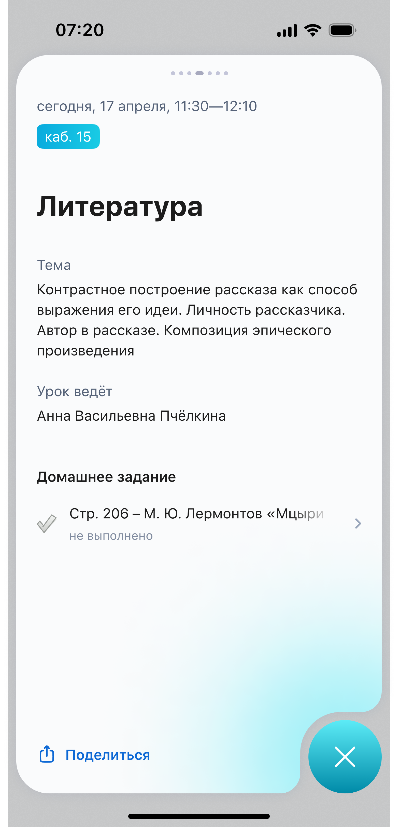 07:20
сегодня, 17 апреля, 11:30—12:10
каб. 15
Литература
Тема
Контрастное построение рассказа как способ
выражения его идеи. Личность рассказчика.
Автор в рассказе. Композиция эпического
произведения
Урок ведёт
Анна Васильевна Пчёлкина
Домашнее задание
Стр. 206 – М. Ю. Лермонтов «Мцыри
не выполнено
Поделиться